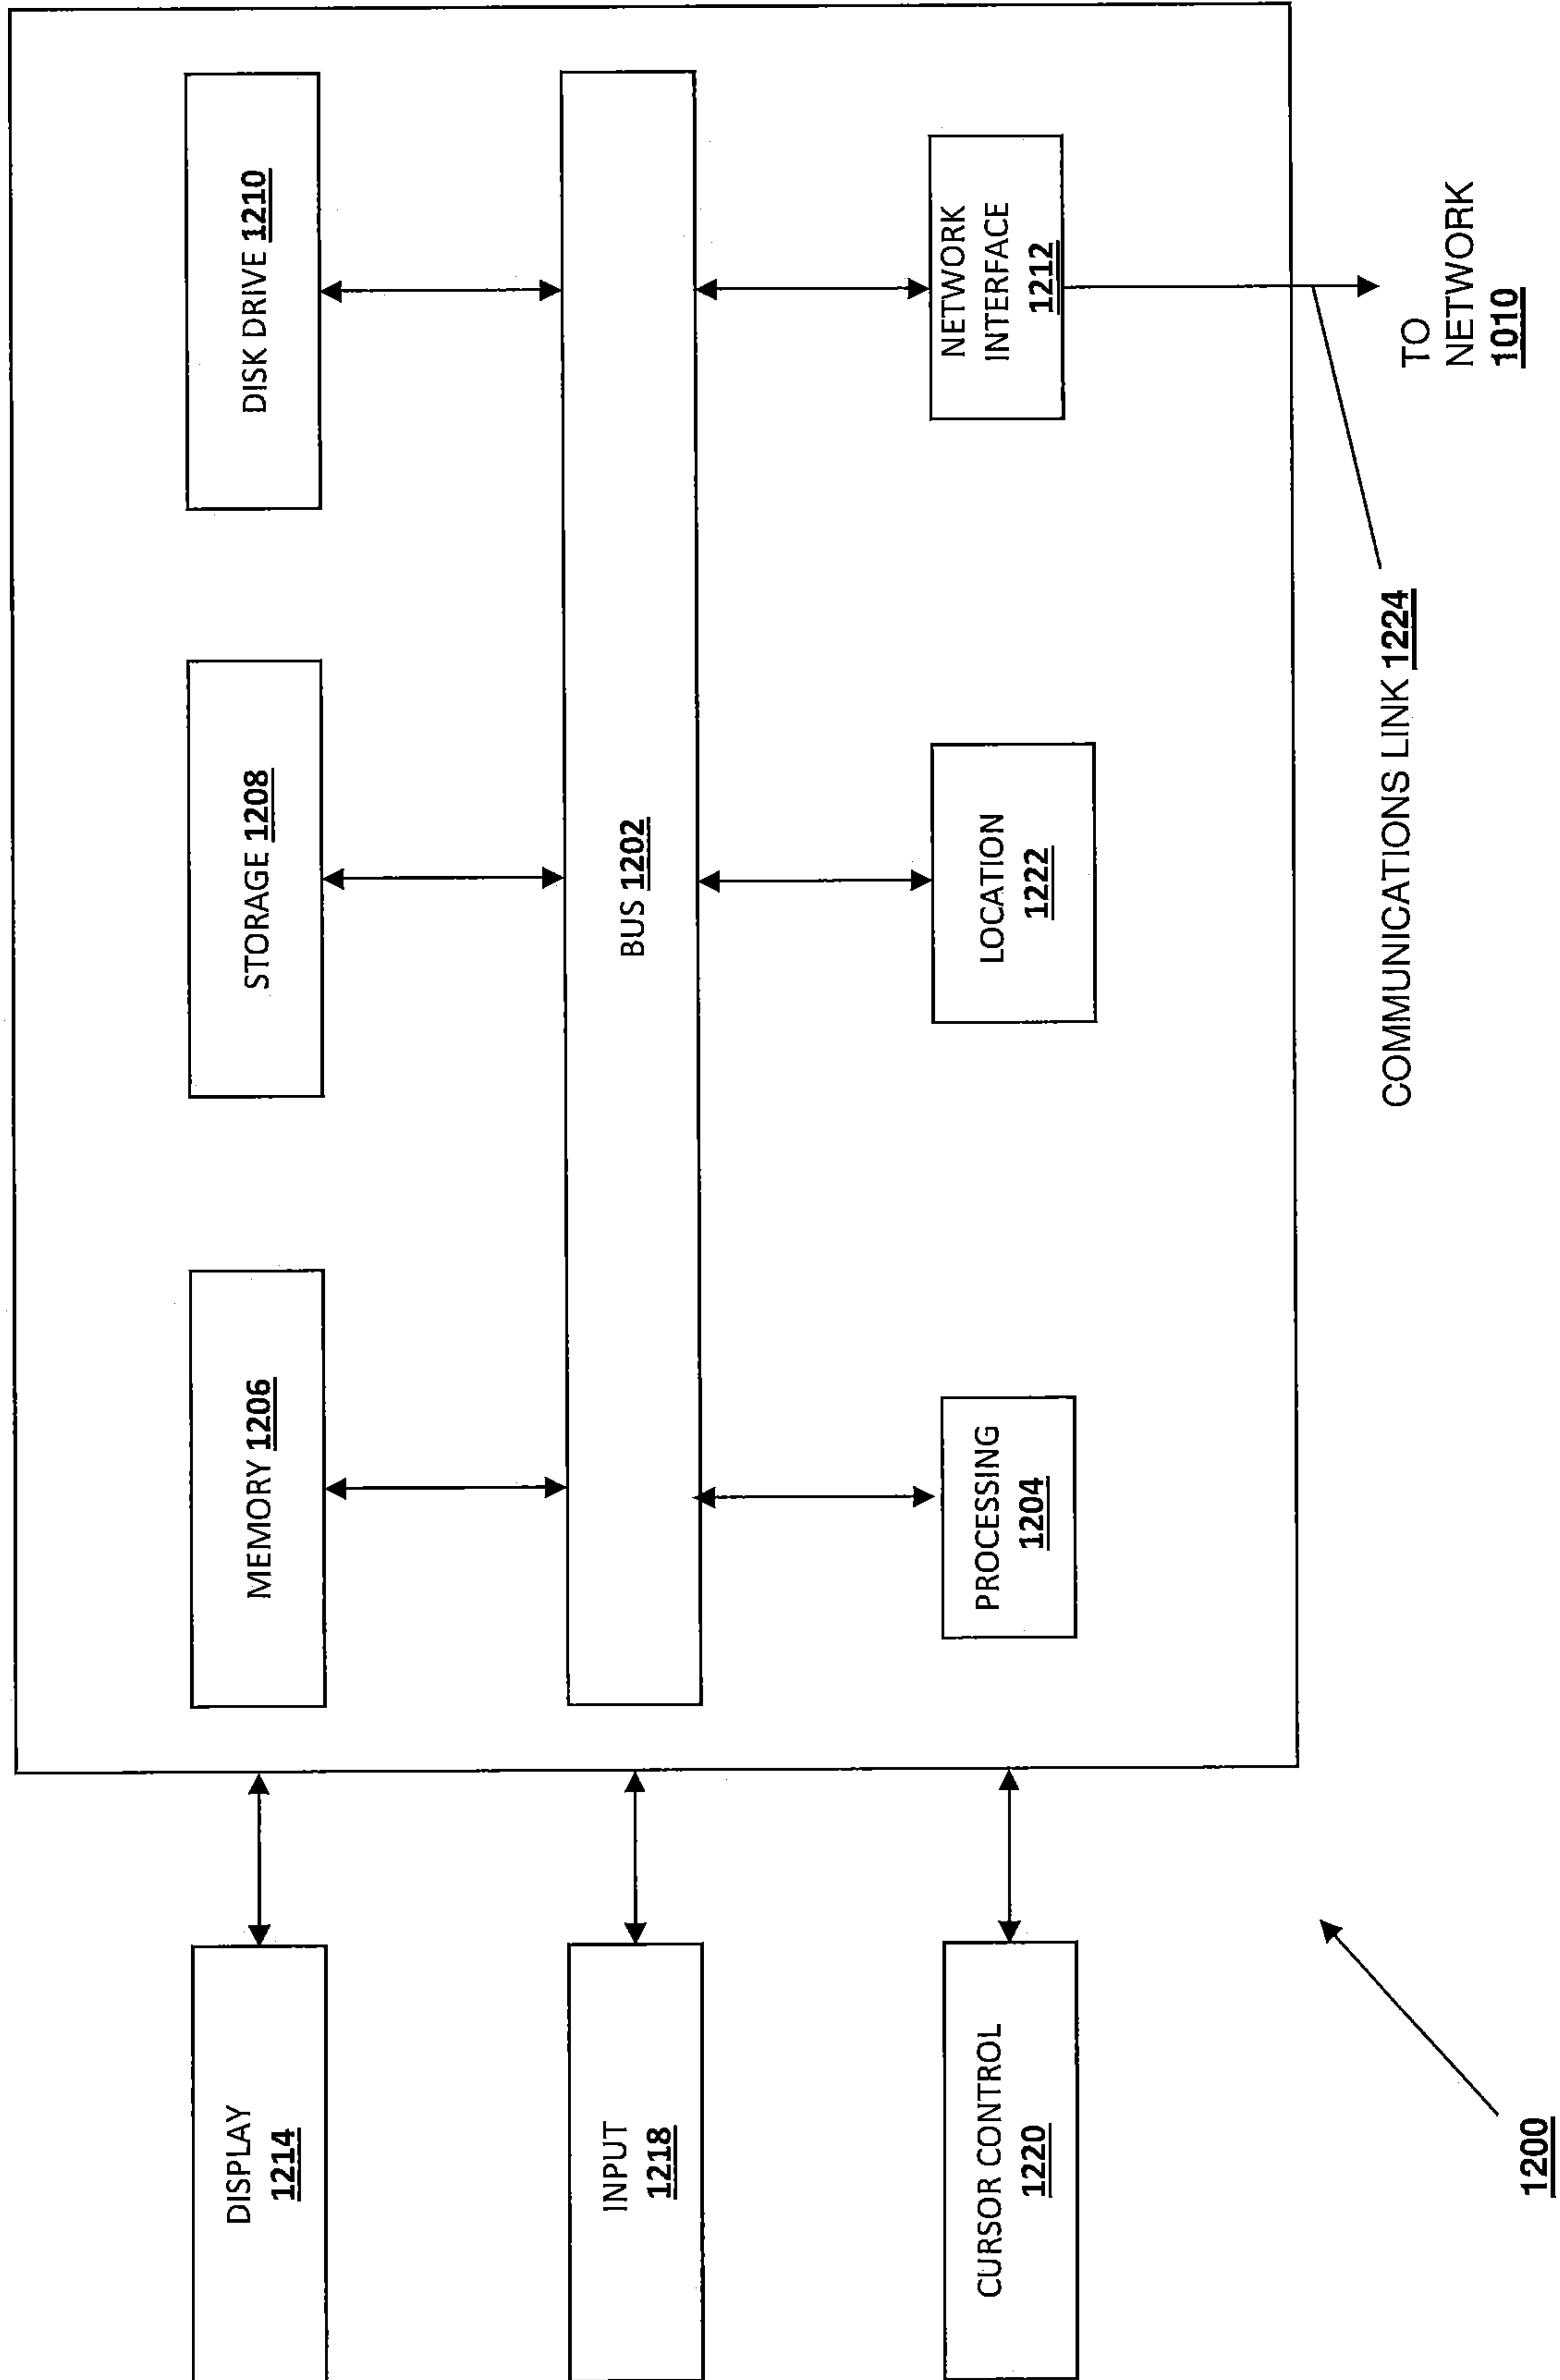 DISPLAY
1214
MEMORY 1206
STORAGE 1208
DISK DRIVE 1210
INPUT
1218
BUS 1202
CURSOR CONTROL
1220
PROCESSING
1204
LOCATION
1222
NETWORK
INTERFACE
1212
COMMUNICATIONS LINK 1224
TO
NETWORK
1010
1200